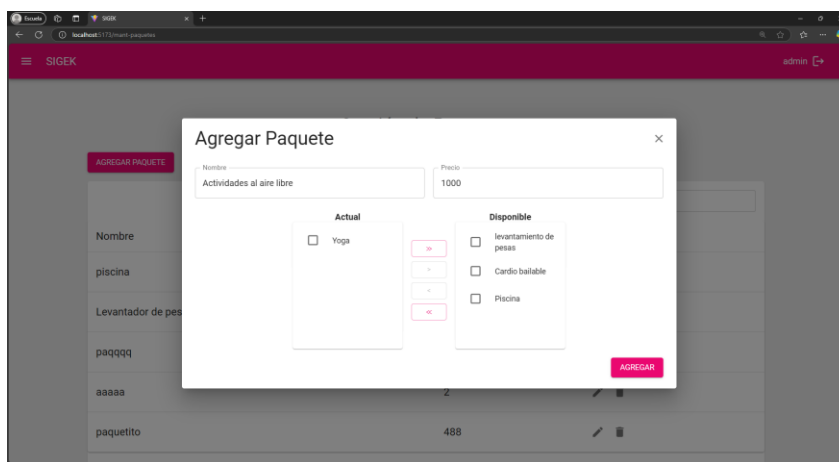 Escuela
SIGEK
localhost:5173/mant-paquetes
SIGEK
admin
Agregar Paquete
AGREGAR PAQUETE
Nombre
Actividades al aire libre
Precio
1000
Actual
Disponible
Yoga
levantamiento de
pesas
Cardio bailable
Piscina
AGREGAR
Nombre
piscina
Levantador de pes
paqqqq
aaaaa
2
paquetito
488